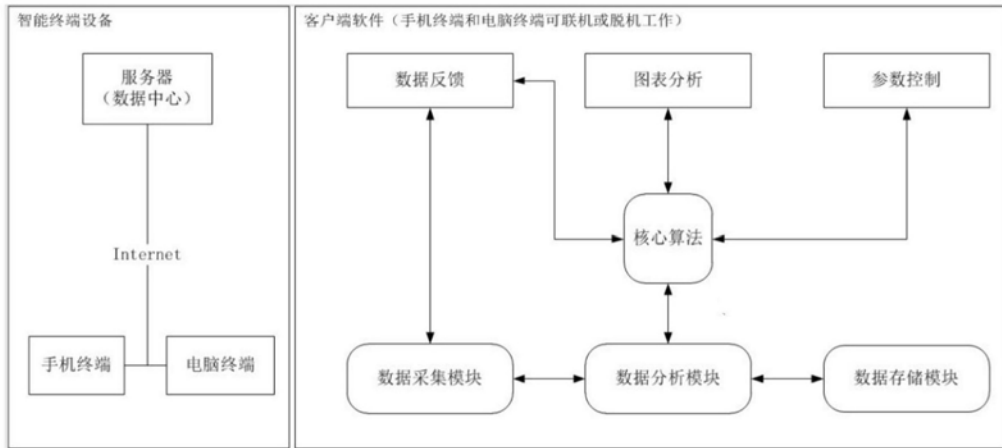 智能终端设备
服务器
（数据中心）
Internet
手机终端
电脑终端
客户端软件（手机终端和电脑终端可联机或脱机工作）
数据反馈
图表分析
参数控制
核心算法
数据采集模块
数据分析模块
数据存储模块